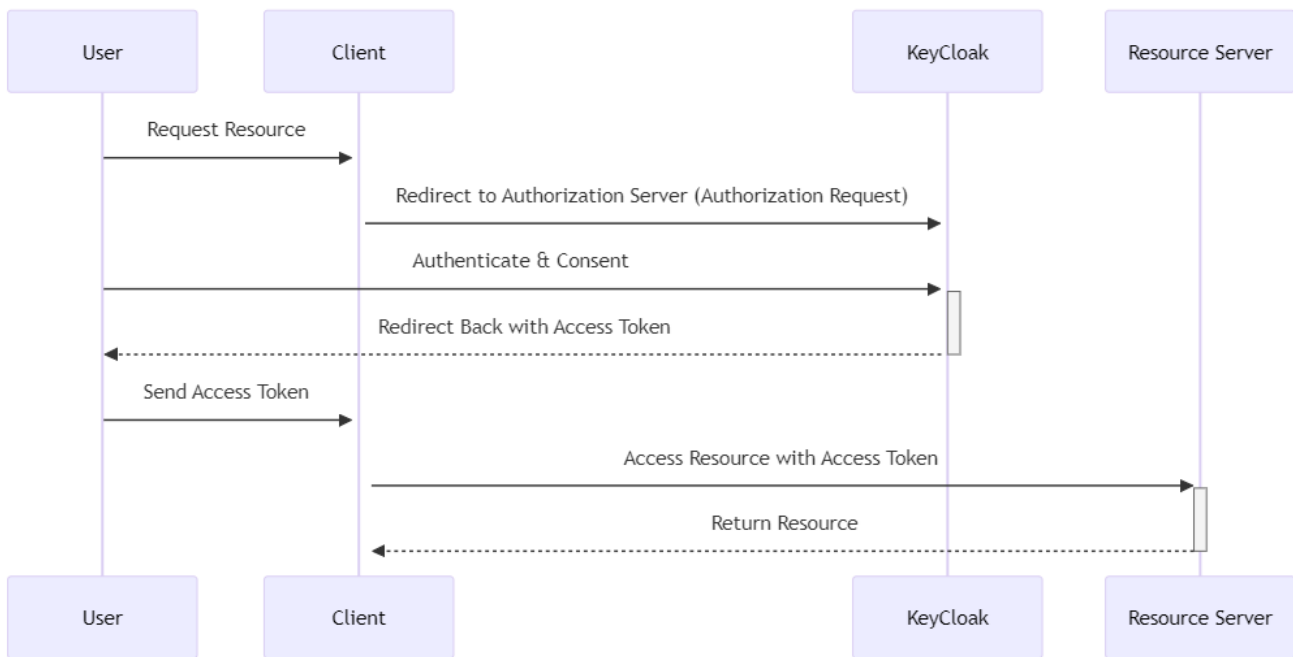 User
Client
KeyCloak
Resource Server
Request Resource
Redirect to Authorization Server (Authorization Request)
Authenticate & Consent
Redirect Back with Access Token
Send Access Token
Access Resource with Access Token
Return Resource
User
Client
KeyCloak
Resource Server